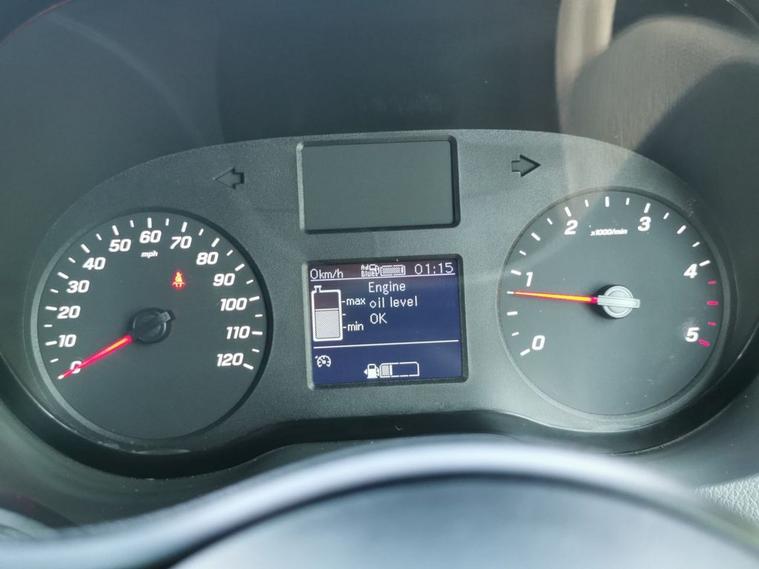 0 10 20 30 40 50 60 70 80 90 100 110 120
mph
0km/h AdBlue 01:15
Engine
max oil level
min OK
0 1 2 3 4 5
x1000/min